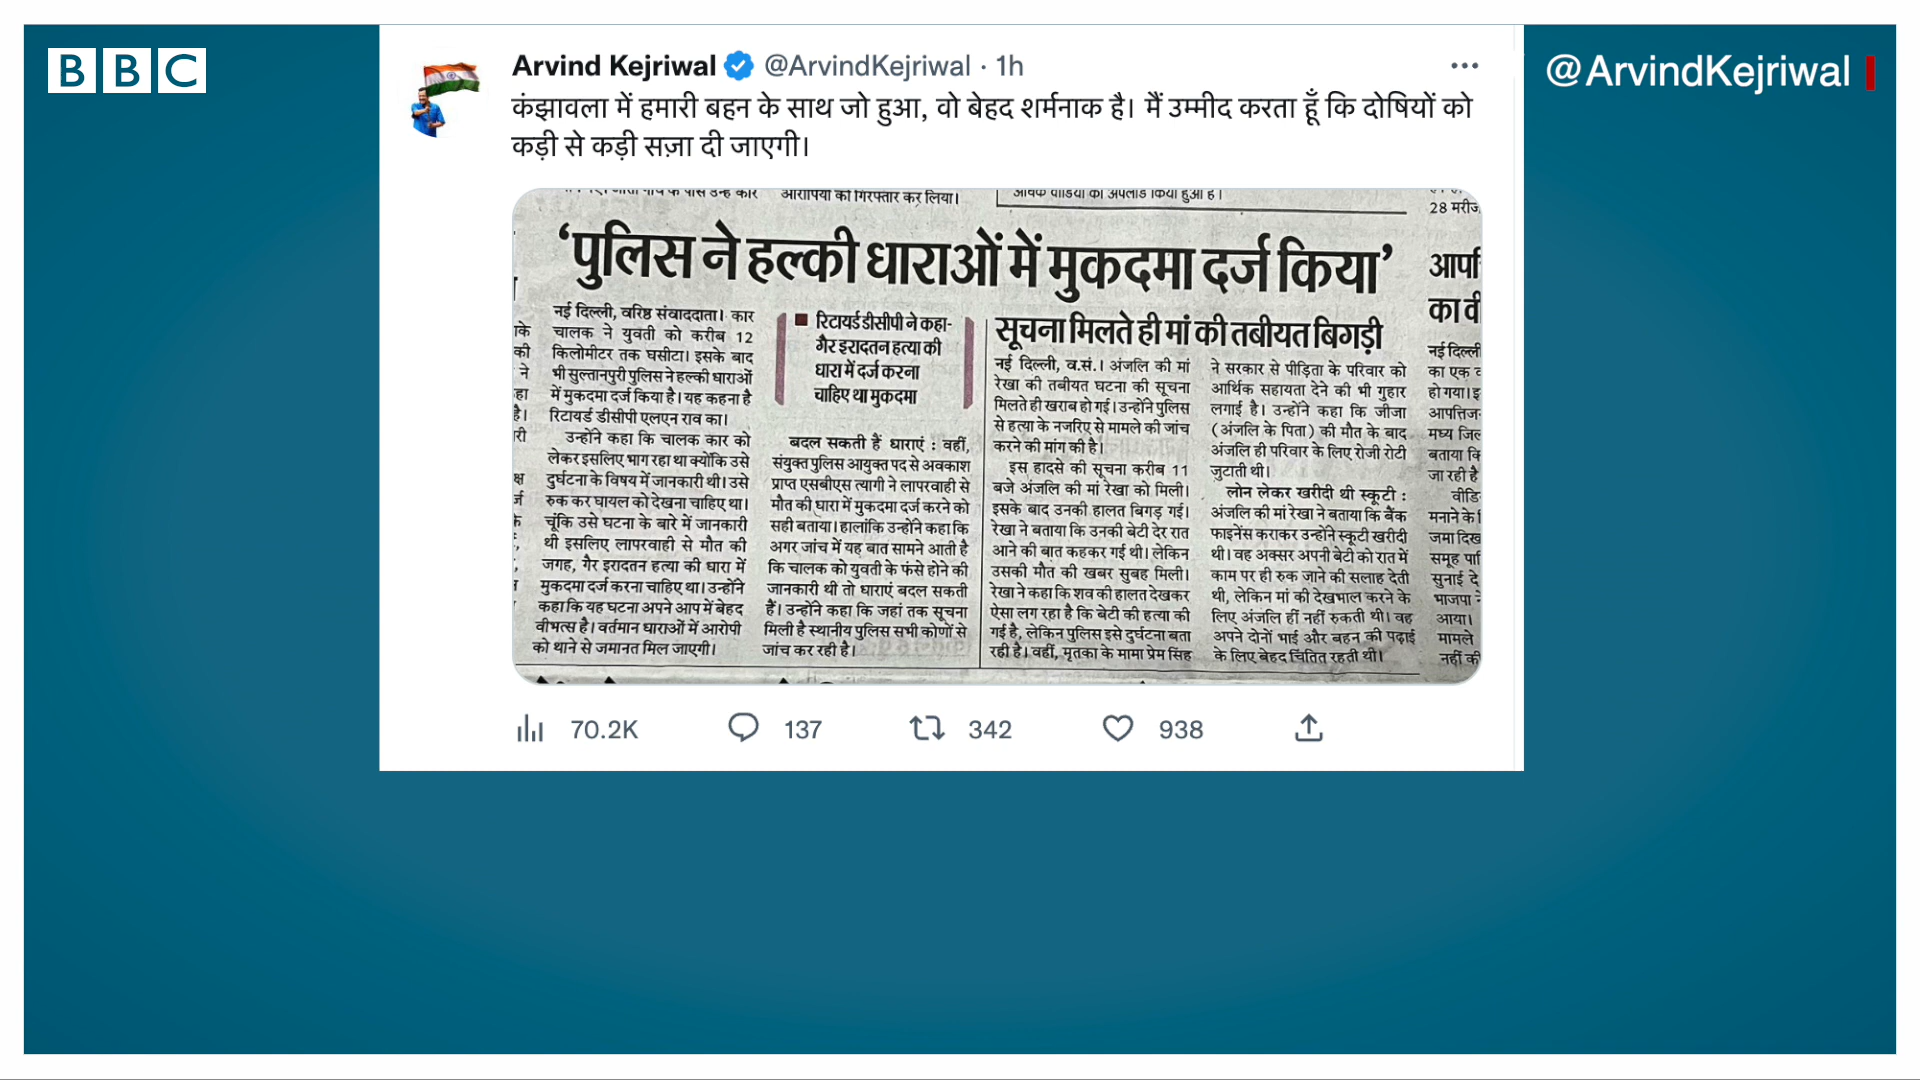 BBC
@ArvindKejriwal
Arvind Kejriwal @ArvindKejriwal · 1h
कंझावला में हमारी बहन के साथ जो हुआ, वो बेहद शर्मनाक है। मैं उम्मीद करता हूँ कि दोषियों को
कड़ी से कड़ी सज़ा दी जाएगी।
आरोपियों को गिरफ्तार कर लिया।
28 मरीज
‘पुलिस ने हल्की धाराओं में मुकदमा दर्ज किया’
नई दिल्ली, वरिष्ठ संवाददाता। कार
चालक ने युवती को करीब 12
किलोमीटर तक घसीटा। इसके बाद
भी सुल्तानपुरी पुलिस ने हल्की धाराओं
में मुकदमा दर्ज किया है। यह कहना है
रिटायर्ड डीसीपी एलएन राव का।
उन्होंने कहा कि चालक कार को
लेकर इसलिए भाग रहा था क्योंकि उसे
दुर्घटना के विषय में जानकारी थी। उसे
रुक कर घायल को देखना चाहिए था।
चूंकि उसे घटना के बारे में जानकारी
थी इसलिए लापरवाही से मौत की
जगह, गैर इरादतन हत्या की धारा में
मुकदमा दर्ज करना चाहिए था। उन्होंने
कहा कि यह घटना अपने आप में बेहद
वीभत्स है। वर्तमान धाराओं में आरोपी
को थाने से जमानत मिल जाएगी।
रिटायर्ड डीसीपी ने कहा-
गैर इरादतन हत्या की
धारा में दर्ज करना
चाहिए था मुकदमा
बदल सकती हैं धाराएं : वहीं,
संयुक्त पुलिस आयुक्त पद से अवकाश
प्राप्त एसबीएस त्यागी ने लापरवाही से
मौत की धारा में मुकदमा दर्ज करने को
सही बताया। हालांकि उन्होंने कहा कि
अगर जांच में यह बात सामने आती है
कि चालक को युवती के फंसे होने की
जानकारी थी तो धाराएं बदल सकती
हैं। उन्होंने कहा कि जहां तक सूचना
मिली है स्थानीय पुलिस सभी कोणों से
जांच कर रही है।
सूचना मिलते ही मां की तबीयत बिगड़ी
नई दिल्ली, व.सं.। अंजलि की मां
रेखा की तबीयत घटना की सूचना
मिलते ही खराब हो गई। उन्होंने पुलिस
से हत्या के नजरिए से मामले की जांच
करने की मांग की है।
इस हादसे की सूचना करीब 11
बजे अंजलि की मां रेखा को मिली।
इसके बाद उनकी हालत बिगड़ गई।
रेखा ने बताया कि उनकी बेटी देर रात
आने की बात कहकर गई थी। लेकिन
उसकी मौत की खबर सुबह मिली।
रेखा ने कहा कि शव की हालत देखकर
ऐसा लग रहा है कि बेटी की हत्या की
गई है, लेकिन पुलिस इसे दुर्घटना बता
रही है। वहीं, मृतका के मामा प्रेम सिंह
ने सरकार से पीड़िता के परिवार को
आर्थिक सहायता देने की भी गुहार
लगाई है। उन्होंने कहा कि जीजा
(अंजलि के पिता) की मौत के बाद
अंजलि ही परिवार के लिए रोजी रोटी
जुटाती थी।
लोन लेकर खरीदी थी स्कूटी :
अंजलि की मां रेखा ने बताया कि बैंक
फाइनेंस कराकर उन्होंने स्कूटी खरीदी
थी। वह अक्सर अपनी बेटी को रात में
काम पर ही रुक जाने की सलाह देती
थी, लेकिन मां की देखभाल करने के
लिए अंजलि हीं नहीं रुकती थी। वह
अपने दोनों भाई और बहन की पढ़ाई
के लिए बेहद चिंतित रहती थी।
नई दिल्ली
का एक
हो गया।
मध्य जिल
बताया कि
जा रही है
मनाने के
सुनाई दे
भाजपा
आया।
मामले
नहीं की
70.2K 137 342 938